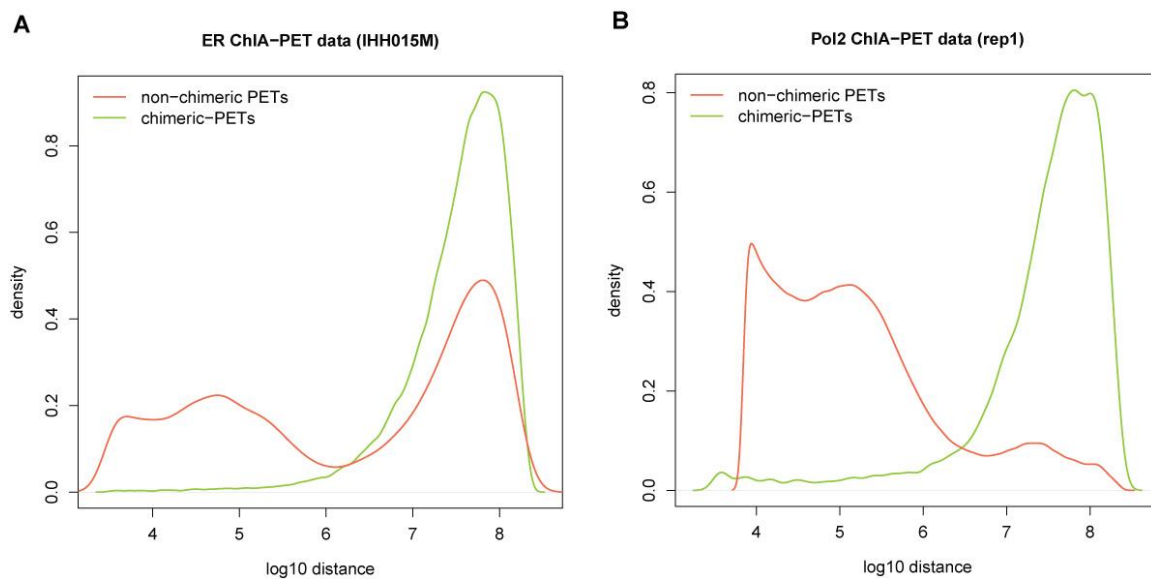 A
ER ChIA−PET data (IHH015M)
non−chimeric PETs
chimeric−PETs
density
0.0
0.2
0.4
0.6
0.8
4
5
6
7
8
log10 distance
B
Pol2 ChIA−PET data (rep1)
non−chimeric PETs
chimeric−PETs
density
0.0
0.2
0.4
0.6
0.8
4
5
6
7
8
log10 distance